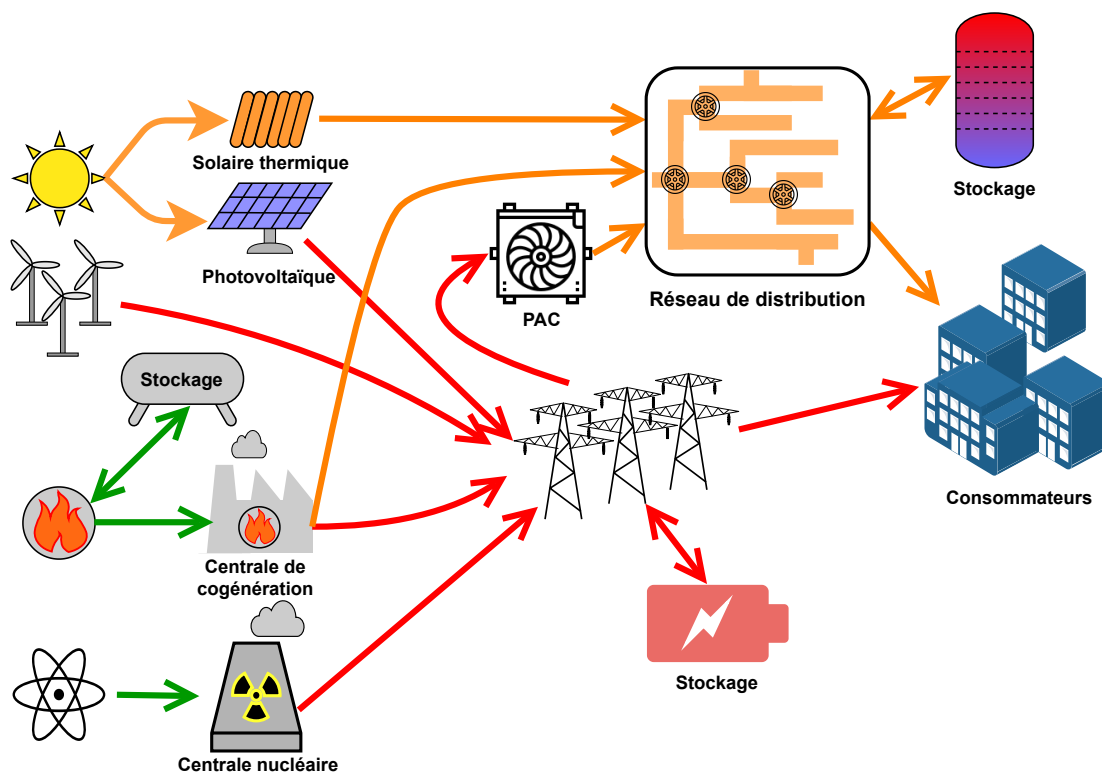 Solaire thermique
Stockage
Photovoltaïque
PAC
Réseau de distribution
Stockage
Consommateurs
Centrale de
cogénération
Stockage
Centrale nucléaire